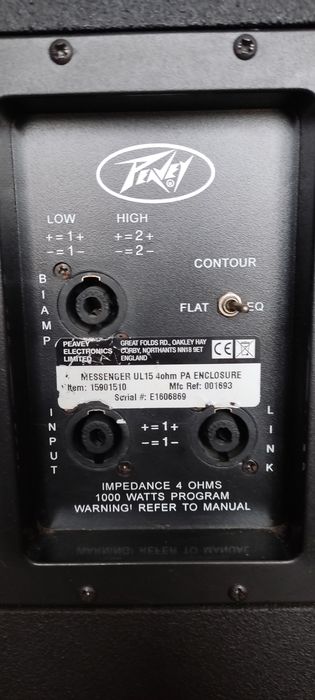 PEAVEY®
LOW HIGH
+=1+ +=2+
-=1- -=2-
CONTOUR
BIAMP
FLAT EQ
PEAVEY ELECTRONICS LIMITED
GREAT FOLDS RD., OAKLEY HAY
CORBY, NORTHANTS NN18 9ET
ENGLAND
CE
MESSENGER UL15 4ohm PA ENCLOSURE
Item: 15901510 Mfc Ref: 001693
Serial #: E1606869
INPUT
+=1+
-=1-
LINK
IMPEDANCE 4 OHMS
1000 WATTS PROGRAM
WARNING! REFER TO MANUAL